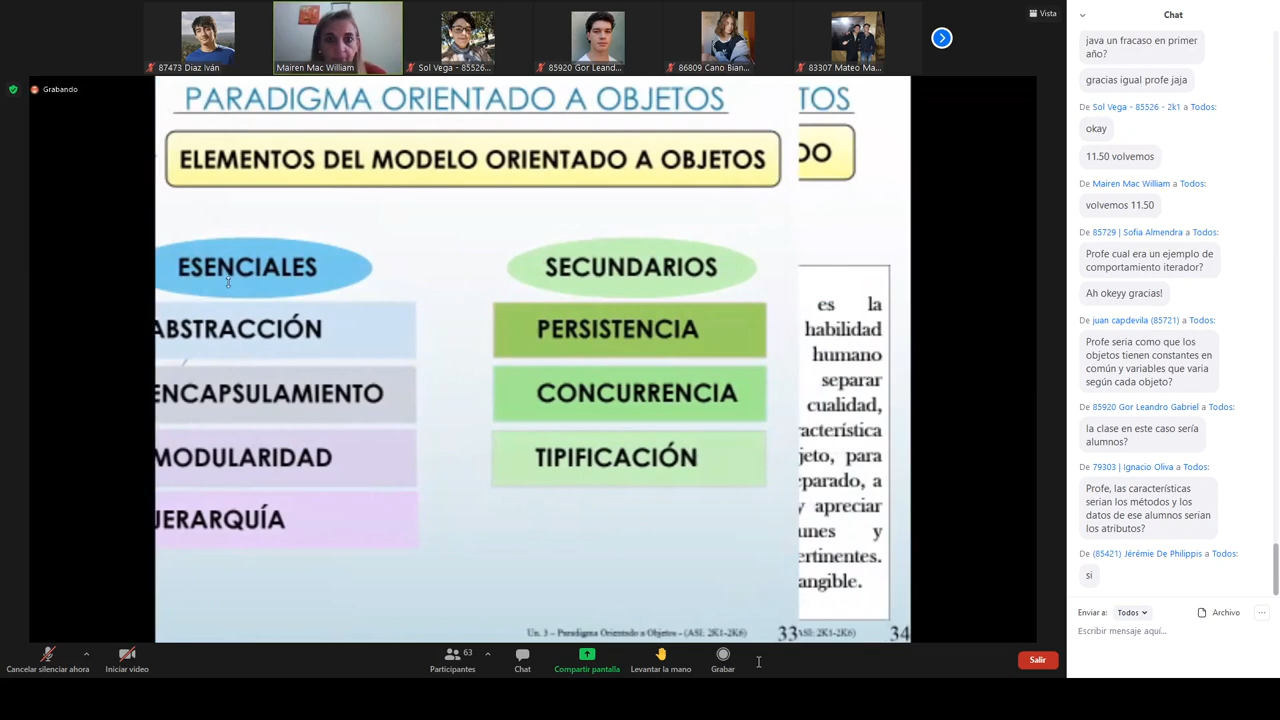 87473 Diaz Iván
Mairen Mac William
Sol Vega - 85526...
85920 Gor Leand...
86809 Cano Bian...
83307 Mateo Ma...
Vista
Grabando
PARADIGMA ORIENTADO A OBJETOS
TOS
ELEMENTOS DEL MODELO ORIENTADO A OBJETOS
DO
ESENCIALES
ABSTRACCIÓN
ENCAPSULAMIENTO
MODULARIDAD
JERARQUÍA
SECUNDARIOS
PERSISTENCIA
CONCURRENCIA
TIPIFICACIÓN
es la
habilidad
humano
separar
cualidad,
racterística
jeto, para
eparado, a
y apreciar
unes y
ertinentes.
angible.
Un. 3 – Paradigma Orientado a Objetos - (ASI: 2K1-2K6) 33
ASI: 2K1-2K6) 34
Cancelar silenciar ahora
Iniciar video
63
Participantes
Chat
Compartir pantalla
Levantar la mano
Grabar
Salir
Chat
java un fracaso en primer
año?
gracias igual profe jaja
De Sol Vega - 85526 - 2k1 a Todos:
okay
11.50 volvemos
De Mairen Mac William a Todos:
volvemos 11.50
De 85729 | Sofia Almendra a Todos:
Profe cual era un ejemplo de
comportamiento iterador?
Ah okeyy gracias!
De juan capdevila (85721) a Todos:
Profe seria como que los
objetos tienen constantes en
común y variables que varia
según cada objeto?
De 85920 Gor Leandro Gabriel a Todos:
la clase en este caso sería
alumnos?
De 79303 | Ignacio Oliva a Todos:
Profe, las características
serian los métodos y los
datos de ese alumnos serian
los atributos?
De (85421) Jérémie De Philippis a Todos:
si
Enviar a: Todos
Archivo
...
Escribir mensaje aquí...